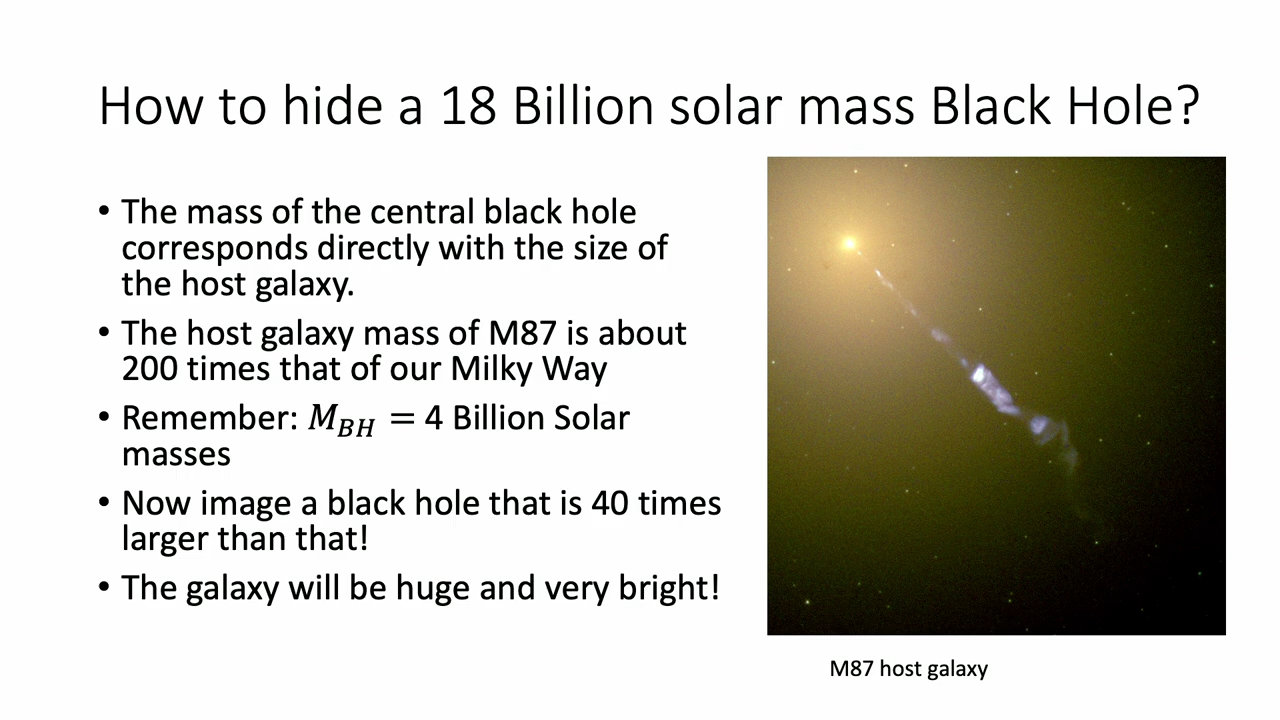 How to hide a 18 Billion solar mass Black Hole?
• The mass of the central black hole
corresponds directly with the size of
the host galaxy.
• The host galaxy mass of M87 is about
200 times that of our Milky Way
• Remember: M_BH = 4 Billion Solar
masses
• Now image a black hole that is 40 times
larger than that!
• The galaxy will be huge and very bright!
M87 host galaxy